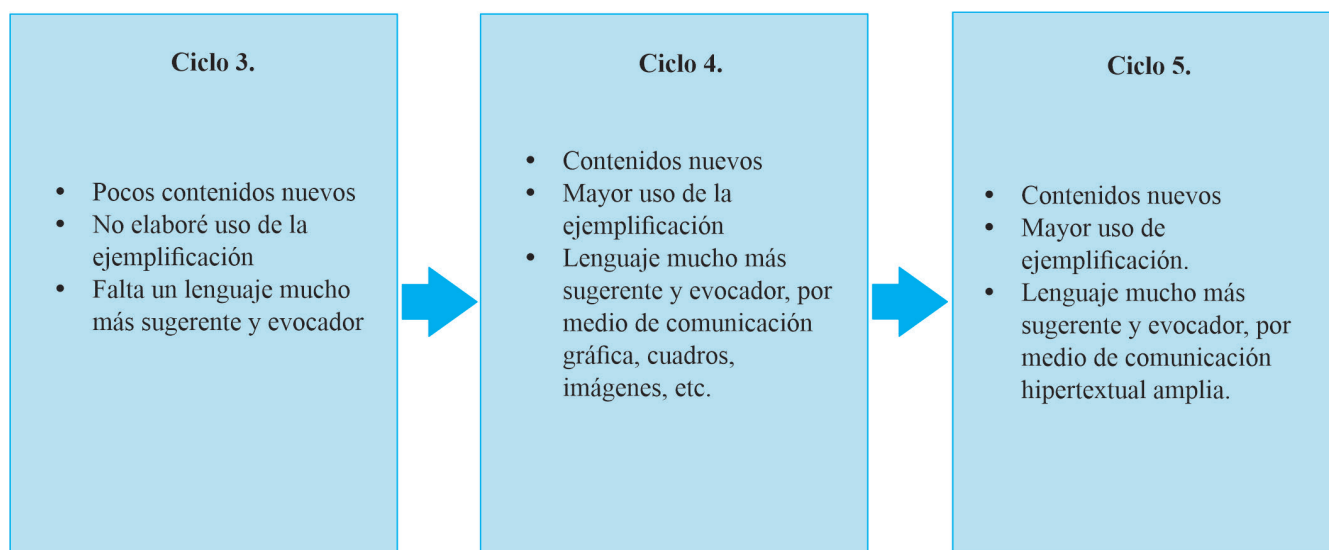 Ciclo 3.
• Pocos contenidos nuevos
• No elaboré uso de la
ejemplificación
• Falta un lenguaje mucho
más sugerente y evocador
Ciclo 4.
• Contenidos nuevos
• Mayor uso de la
ejemplificación
• Lenguaje mucho más
sugerente y evocador, por
medio de comunicación
gráfica, cuadros,
imágenes, etc.
Ciclo 5.
• Contenidos nuevos
• Mayor uso de
ejemplificación.
• Lenguaje mucho más
sugerente y evocador, por
medio de comunicación
hipertextual amplia.